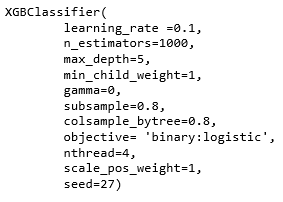 XGBClassifier(
learning_rate =0.1,
n_estimators=1000,
max_depth=5,
min_child_weight=1,
gamma=0,
subsample=0.8,
colsample_bytree=0.8,
objective= 'binary:logistic',
nthread=4,
scale_pos_weight=1,
seed=27)